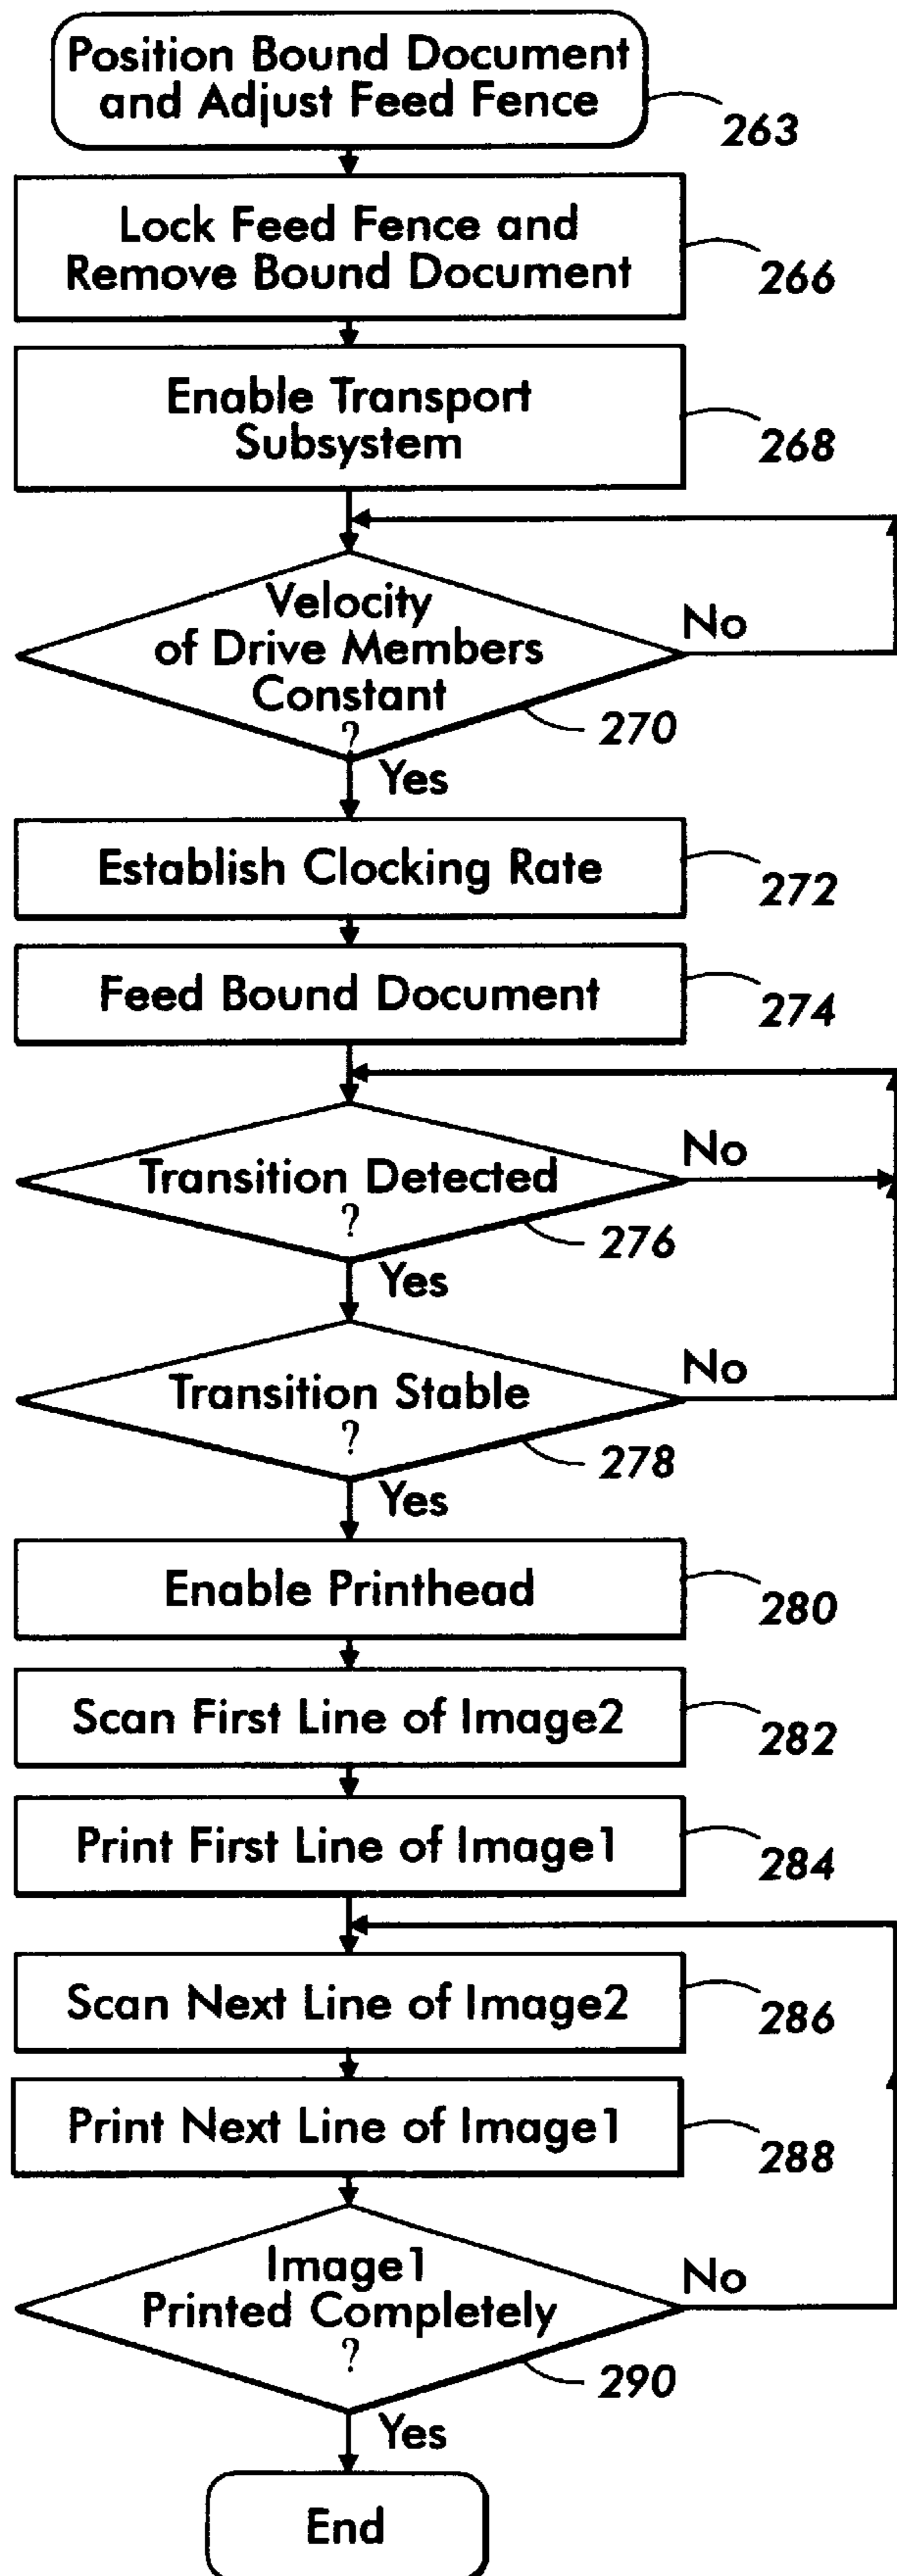 Position Bound Document
and Adjust Feed Fence
263
Lock Feed Fence and
Remove Bound Document
266
Enable Transport
Subsystem
268
Velocity
of Drive Members
Constant
?
No
270
Yes
Establish Clocking Rate
272
Feed Bound Document
274
Transition Detected
?
No
276
Yes
Transition Stable
?
No
278
Yes
Enable Printhead
280
Scan First Line of Image2
282
Print First Line of Image1
284
Scan Next Line of Image2
286
Print Next Line of Image1
288
Image1
Printed Completely
?
No
290
Yes
End